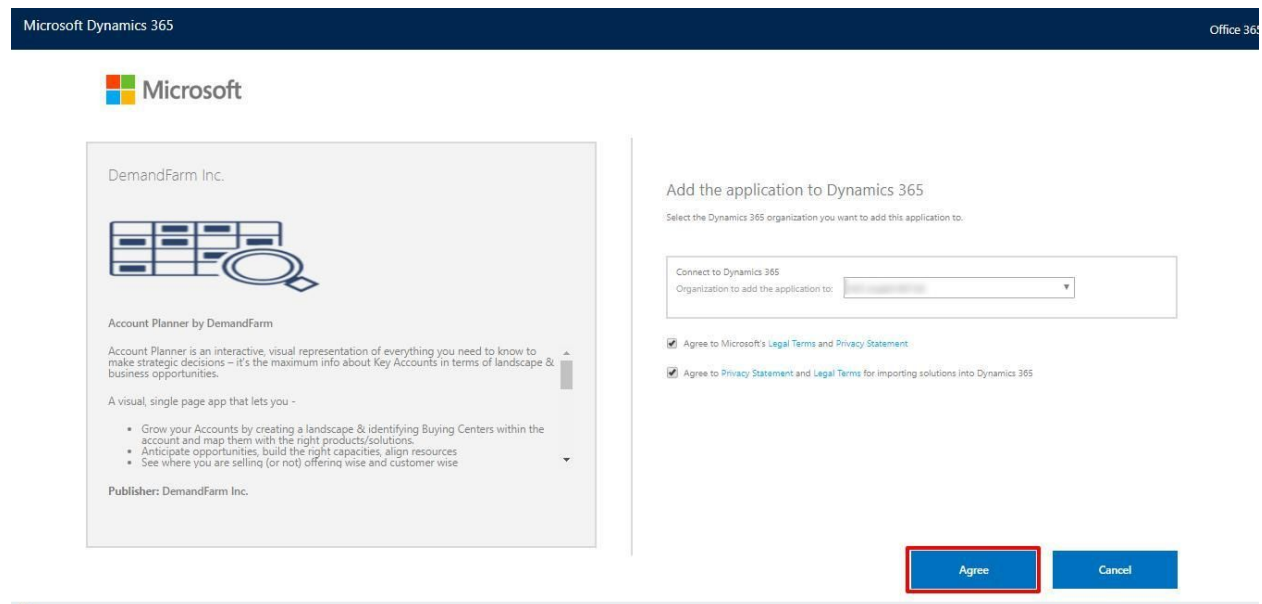 Microsoft Dynamics 365
Office 365
Microsoft
DemandFarm Inc.
Account Planner by DemandFarm
Account Planner is an interactive, visual representation of everything you need to know to
make strategic decisions – it's the maximum info about Key Accounts in terms of landscape &
business opportunities.
A visual, single page app that lets you -
• Grow your Accounts by creating a landscape & identifying Buying Centers within the
account and map them with the right products/solutions.
• Anticipate opportunities, build the right capacities, align resources
• See where you are selling (or not) offering wise and customer wise
Publisher: DemandFarm Inc.
Add the application to Dynamics 365
Select the Dynamics 365 organization you want to add this application to.
Connect to Dynamics 365
Organization to add the application to:
Agree to Microsoft's Legal Terms and Privacy Statement
Agree to Privacy Statement and Legal Terms for importing solutions into Dynamics 365
Agree
Cancel